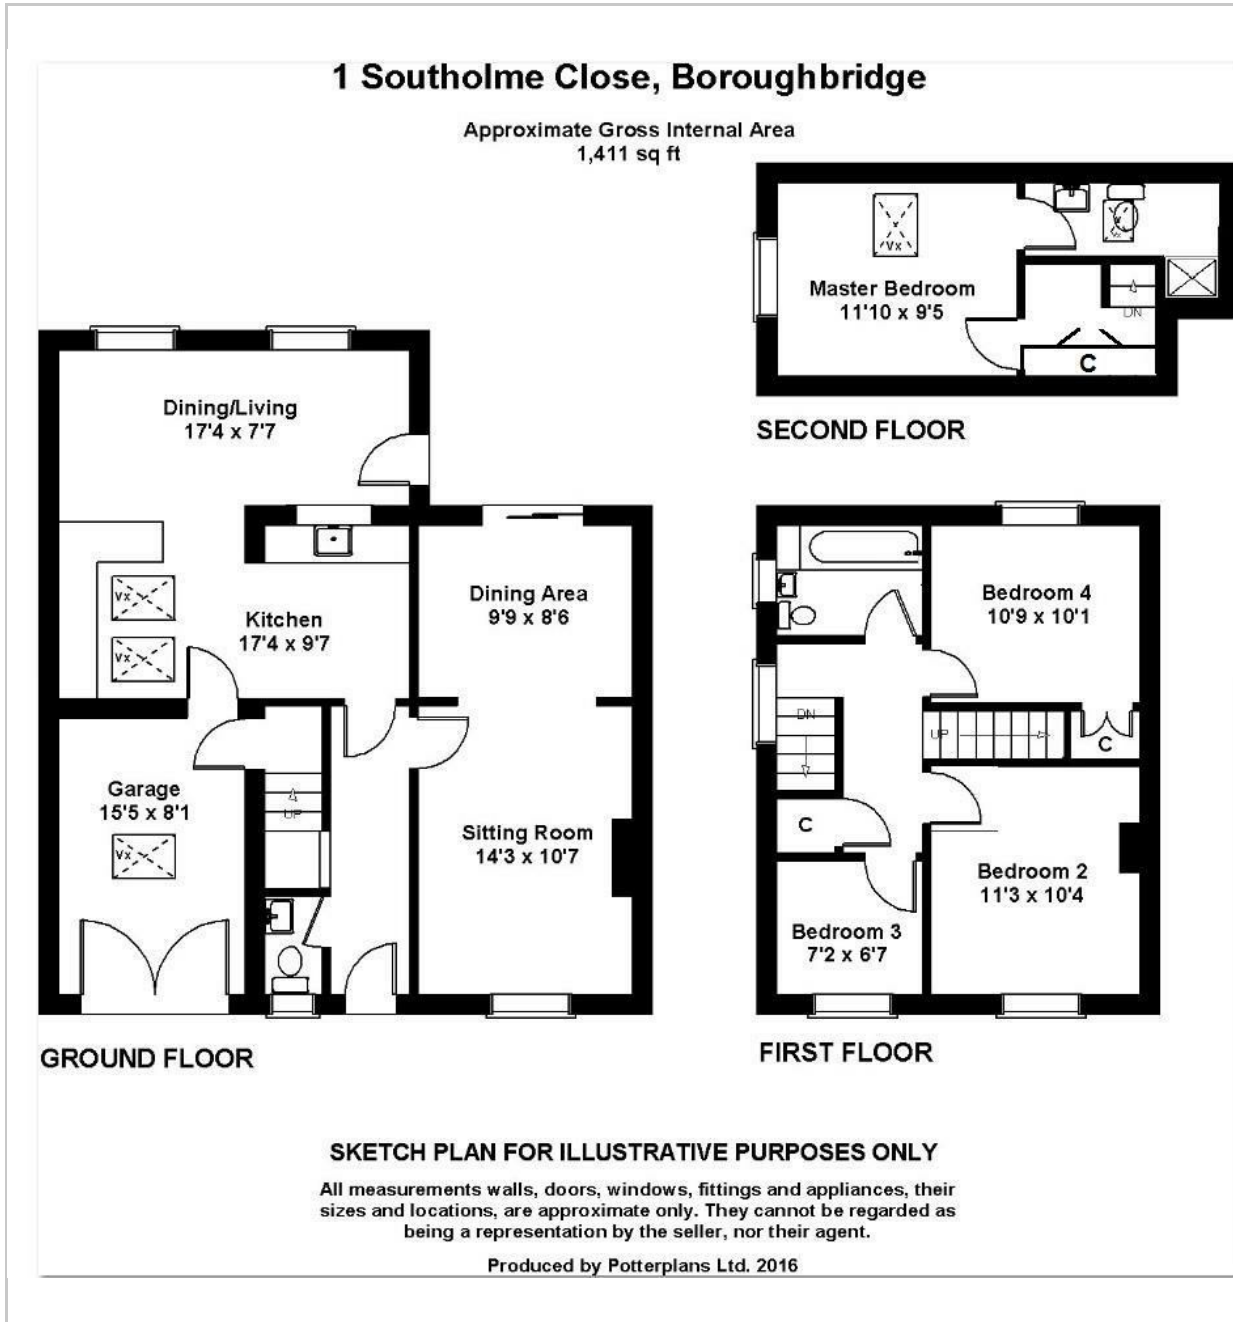 1 Southolme Close, Boroughbridge
Approximate Gross Internal Area
1,411 sq ft
Vx
Master Bedroom
11'10 x 9'5
Vx
DN
C
SECOND FLOOR
Dining/Living
17'4 x 7'7
Vx
Vx
Kitchen
17'4 x 9'7
Dining Area
9'9 x 8'6
Garage
15'5 x 8'1
Vx
UP
Sitting Room
14'3 x 10'7
GROUND FLOOR
Bedroom 4
10'9 x 10'1
DN
UP
C
C
Bedroom 2
11'3 x 10'4
Bedroom 3
7'2 x 6'7
FIRST FLOOR
SKETCH PLAN FOR ILLUSTRATIVE PURPOSES ONLY
All measurements walls, doors, windows, fittings and appliances, their
sizes and locations, are approximate only. They cannot be regarded as
being a representation by the seller, nor their agent.
Produced by Potterplans Ltd. 2016